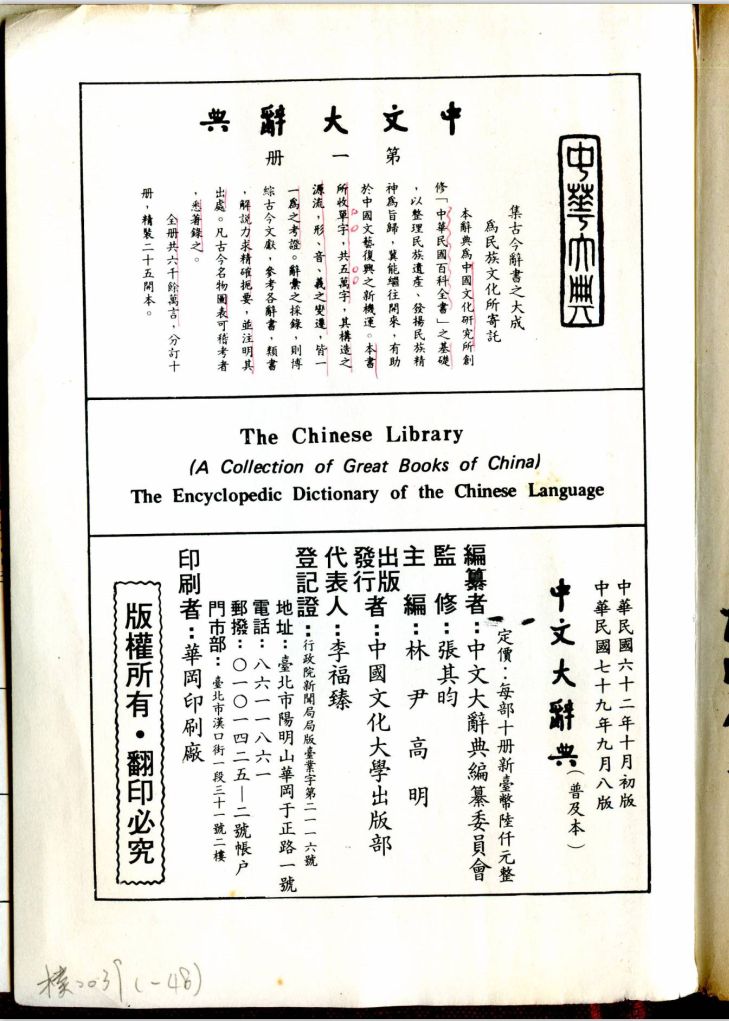 中華大典
集古今辭書之大成
為民族文化所寄託
中文大辭典
第一册
本辭典為中國文化研究所創
修「中華民國百科全書」之基礎
，以整理民族遺產、發揚民族精
神爲旨歸，冀能繼往開來，有助
於中國文藝復興之新機運。本書
所收單字，共五萬字，其構造之
源流，形、音、義之變遷，皆一
一爲之考證。辭彙之採錄，則博
綜古今文獻，參考各辭書，類書
，解說力求精確扼要，並注明其
出處。凡古今名物圖表可稽考者
，悉著錄之。
全册共六千餘萬言，分訂十
册，精裝二十五開本。
The Chinese Library
(A Collection of Great Books of China)
The Encyclopedic Dictionary of the Chinese Language
中華民國六十二年十月初版
中華民國七十九年九月八版
中文大辭典（普及本）
定價：每部十册新臺幣陸仟元整
編纂者：中文大辭典編纂委員會
監修：張其昀
主編：林尹 高明
出版發行者：中國文化大學出版部
代表人：李福臻
登記證：行政院新聞局局版臺業字第二一一六號
地址：臺北市陽明山華岡于正路一號
電話：八六一一八六一
郵撥：〇一〇一四二五—二號帳戶
門市部：臺北市漢口街一段三十一號二樓
印刷者：華岡印刷廠
版權所有・翻印必究
2039 (-48)